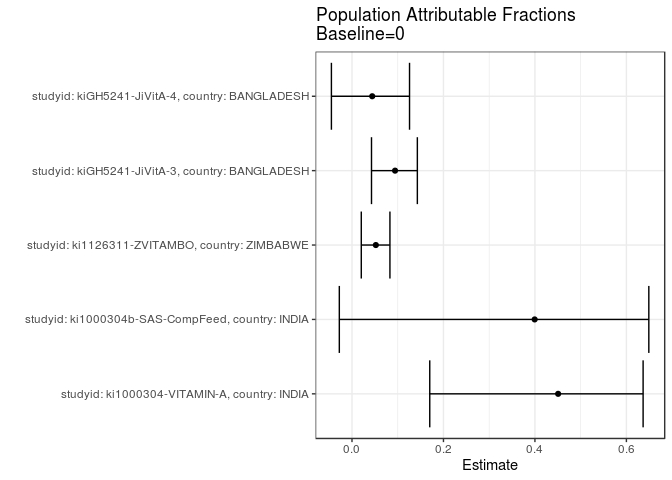 Population Attributable Fractions
Baseline=0
studyid: kiGH5241-JiVitA-4, country: BANGLADESH
studyid: kiGH5241-JiVitA-3, country: BANGLADESH
studyid: ki1126311-ZVITAMBO, country: ZIMBABWE
studyid: ki1000304b-SAS-CompFeed, country: INDIA
studyid: ki1000304-VITAMIN-A, country: INDIA
0.0 0.2 0.4 0.6
Estimate